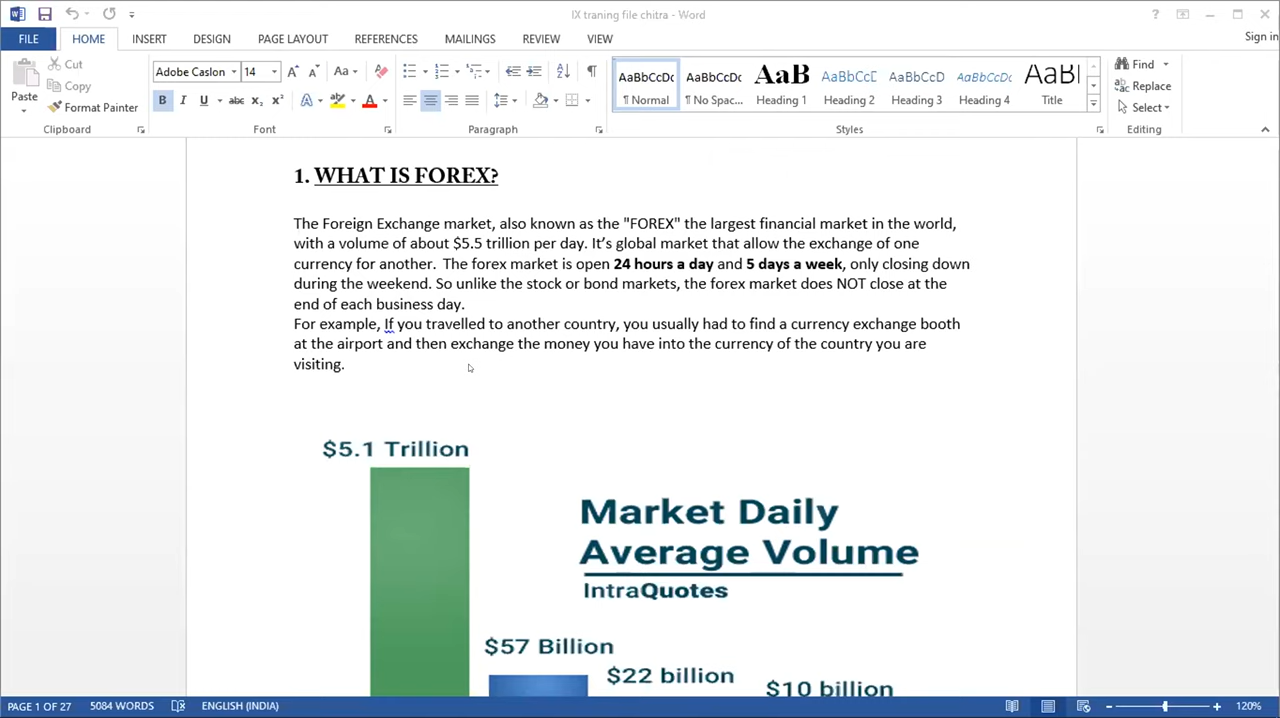 IX traning file chitra - Word
?
FILE HOME INSERT DESIGN PAGE LAYOUT REFERENCES MAILINGS REVIEW VIEW Sign in
Paste
Cut
Copy
Format Painter
Clipboard
Adobe Caslon 14 Aa
B I U abc x₂ x² A ab A
Font
Paragraph
AaBbCcDc AaBbCcDc AaB AaBbCcD AaBbCcDc AaBbCcDc AaBl
¶ Normal ¶ No Spac... Heading 1 Heading 2 Heading 3 Heading 4 Title
Styles
Find
Replace
Select
Editing
1. WHAT IS FOREX?
The Foreign Exchange market, also known as the "FOREX" the largest financial market in the world,
with a volume of about $5.5 trillion per day. It’s global market that allow the exchange of one
currency for another. The forex market is open 24 hours a day and 5 days a week, only closing down
during the weekend. So unlike the stock or bond markets, the forex market does NOT close at the
end of each business day.
For example, If you travelled to another country, you usually had to find a currency exchange booth
at the airport and then exchange the money you have into the currency of the country you are
visiting.
$5.1 Trillion
Market Daily
Average Volume
IntraQuotes
$57 Billion
$22 billion
$10 billion
PAGE 1 OF 27 5084 WORDS ENGLISH (INDIA) 120%